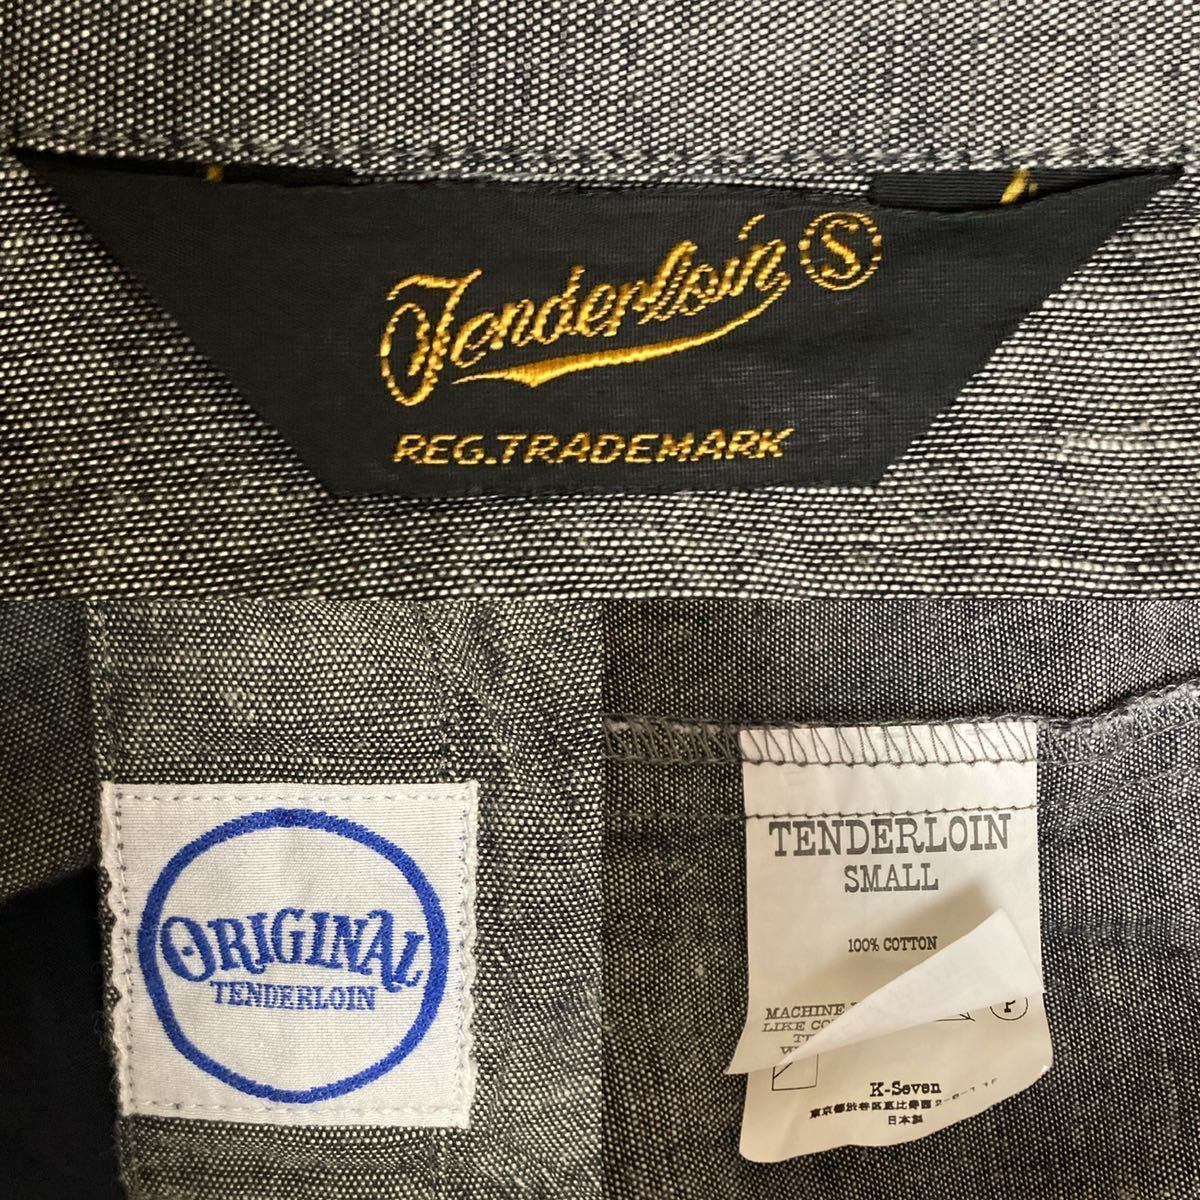 Tenderloin S
REG.TRADEMARK
ORIGINAL
TENDERLOIN
TENDERLOIN
SMALL
100% COTTON
MACHINE
LIKE
P
K-Seven
東京都渋谷区恵比寿西
日本製